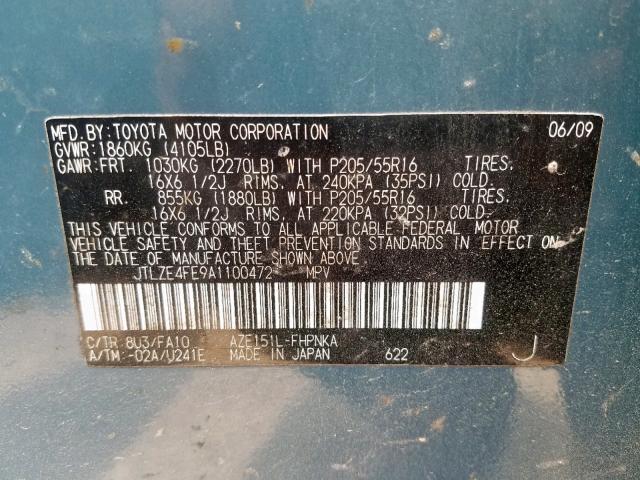 MFD. BY: TOYOTA MOTOR CORPORATION 06/09
GVWR: 1860KG (4105LB)
GAWR: FRT. 1030KG (2270LB) WITH P205/55R16 TIRES,
16X6 1/2J RIMS, AT 240KPA (35PSI) COLD.
RR. 855KG (1880LB) WITH P205/55R16 TIRES,
16X6 1/2J RIMS, AT 220KPA (32PSI) COLD.
THIS VEHICLE CONFORMS TO ALL APPLICABLE FEDERAL MOTOR
VEHICLE SAFETY AND THEFT PREVENTION STANDARDS IN EFFECT ON
THE DATE OF MANUFACTURE SHOWN ABOVE.
JTLZE4FE9A1100472 MPV
C/TR: 8U3/FA10 AZE151L-FHPNKA
A/TM: -02A/U241E MADE IN JAPAN 622 J